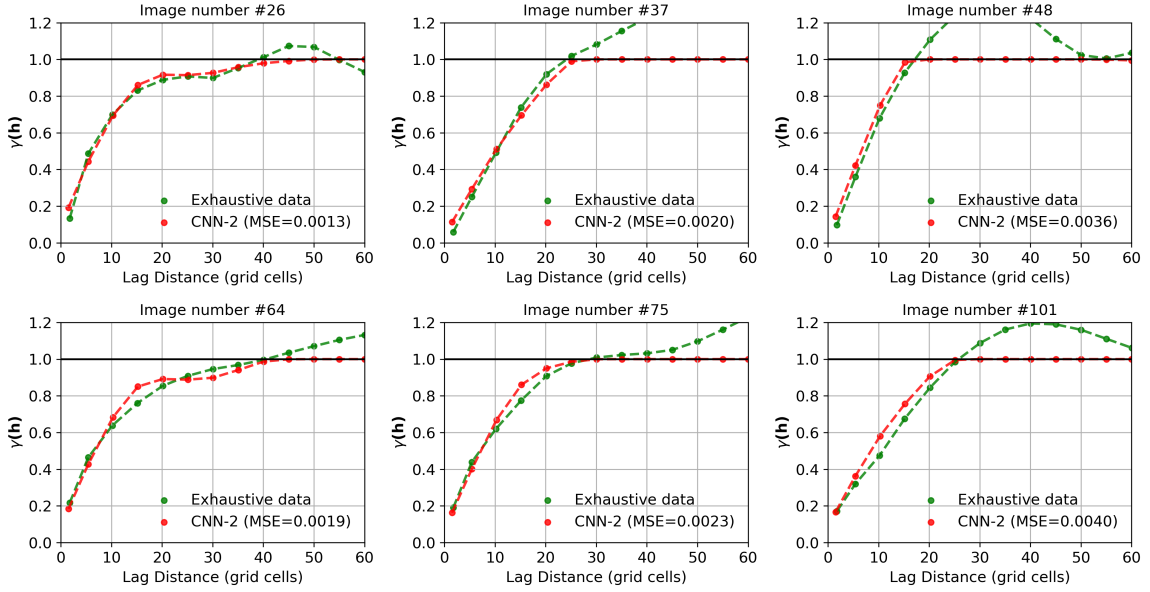 Image number #26
1.2
1.0
0.8
0.6
0.4
0.2
0.0
γ(h)
Exhaustive data
CNN-2 (MSE=0.0013)
0 10 20 30 40 50 60
Lag Distance (grid cells)
Image number #37
1.2
1.0
0.8
0.6
0.4
0.2
0.0
γ(h)
Exhaustive data
CNN-2 (MSE=0.0020)
0 10 20 30 40 50 60
Lag Distance (grid cells)
Image number #48
1.2
1.0
0.8
0.6
0.4
0.2
0.0
γ(h)
Exhaustive data
CNN-2 (MSE=0.0036)
0 10 20 30 40 50 60
Lag Distance (grid cells)
Image number #64
1.2
1.0
0.8
0.6
0.4
0.2
0.0
γ(h)
Exhaustive data
CNN-2 (MSE=0.0019)
0 10 20 30 40 50 60
Lag Distance (grid cells)
Image number #75
1.2
1.0
0.8
0.6
0.4
0.2
0.0
γ(h)
Exhaustive data
CNN-2 (MSE=0.0023)
0 10 20 30 40 50 60
Lag Distance (grid cells)
Image number #101
1.2
1.0
0.8
0.6
0.4
0.2
0.0
γ(h)
Exhaustive data
CNN-2 (MSE=0.0040)
0 10 20 30 40 50 60
Lag Distance (grid cells)